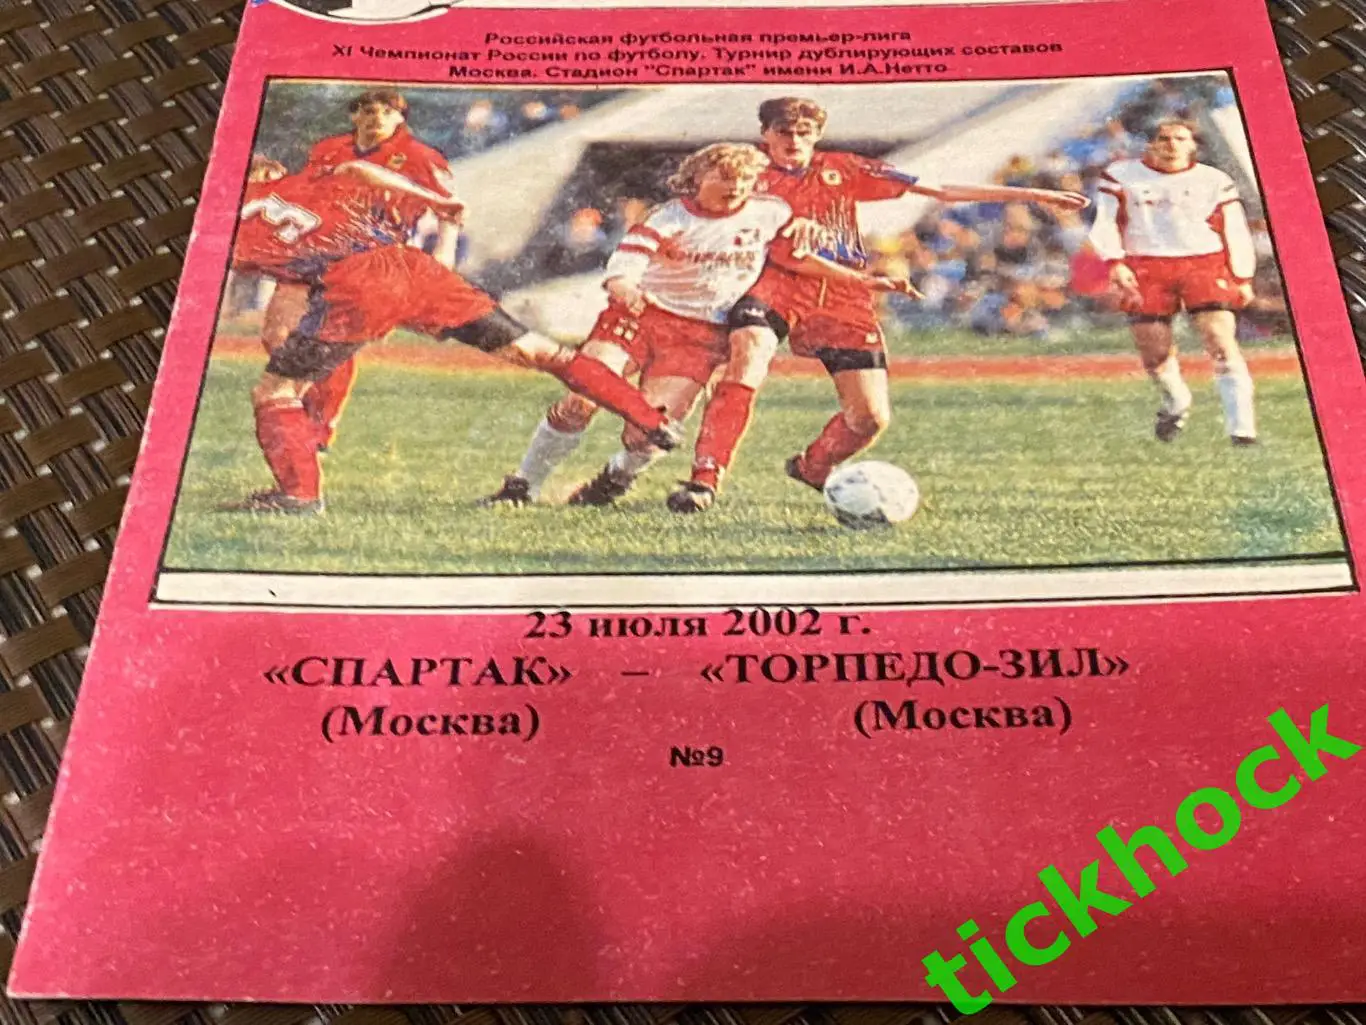 Российская футбольная премьер-лига
XI Чемпионат России по футболу. Турнир дублирующих составов
Москва. Стадион "Спартак" имени И.А.Нетто
23 июля 2002 г.
«СПАРТАК» – «ТОРПЕДО-ЗИЛ»
(Москва) (Москва)
№9
tickhock